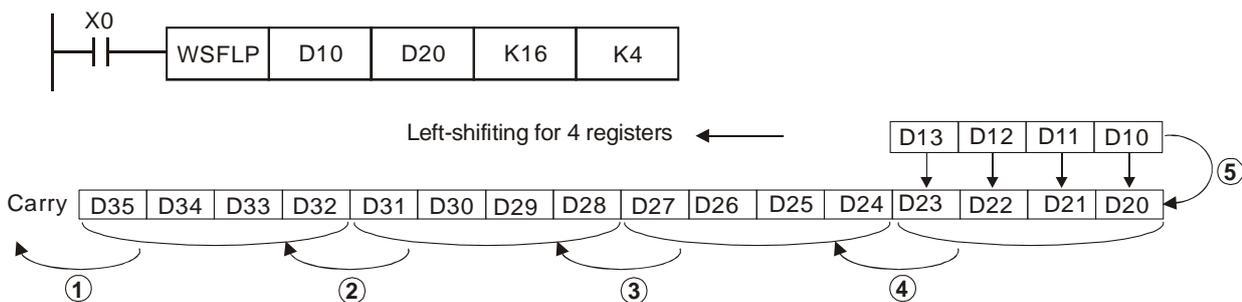 X0
WSFLP D10 D20 K16 K4
Left-shifiting for 4 registers
D13 D12 D11 D10
⑤
Carry D35 D34 D33 D32 D31 D30 D29 D28 D27 D26 D25 D24 D23 D22 D21 D20
① ② ③ ④